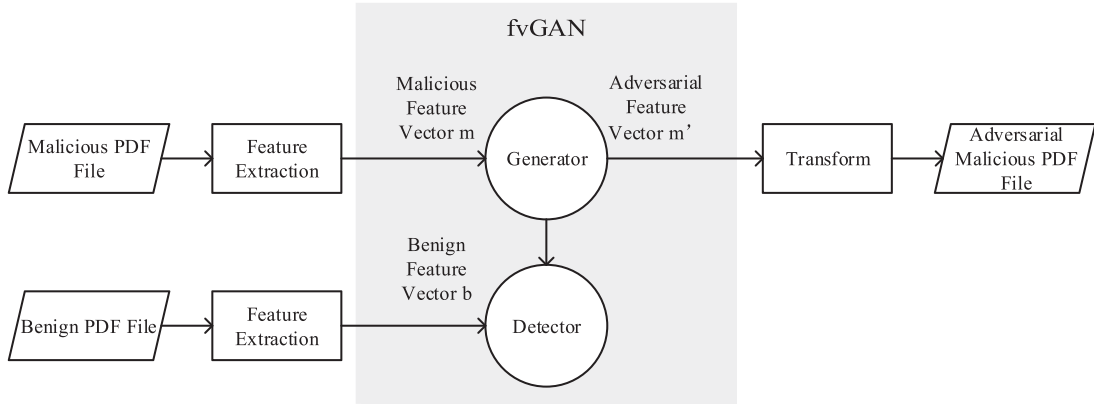 fvGAN
Malicious
Feature
Vector m
Adversarial
Feature
Vector m’
Malicious PDF
File
Feature
Extraction
Generator
Transform
Adversarial
Malicious PDF
File
Benign
Feature
Vector b
Benign PDF File
Feature
Extraction
Detector